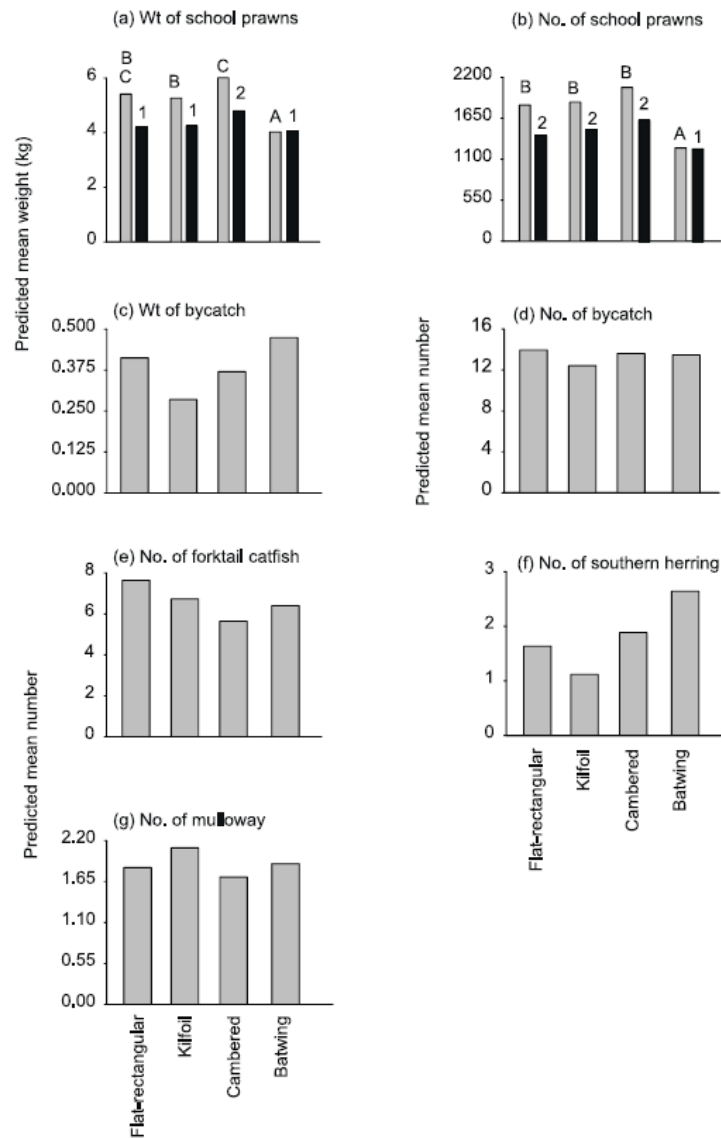 (a) Wt of school prawns
B
C
1
B
1
C
2
A
1
6
4
2
0
Predicted mean weight (kg)
(b) No. of school prawns
B
2
B
2
B
2
A
1
2200
1650
1100
550
0
(c) Wt of bycatch
0.500
0.375
0.250
0.125
0.000
(d) No. of bycatch
16
12
8
4
0
Predicted mean number
(e) No. of forktail catfish
8
6
4
2
0
(f) No. of southern herring
3
2
1
0
Flat-rectangular
Kilfoil
Cambered
Batwing
Predicted mean number
(g) No. of mulloway
2.20
1.65
1.10
0.55
0.00
Flat-rectangular
Kilfoil
Cambered
Batwing